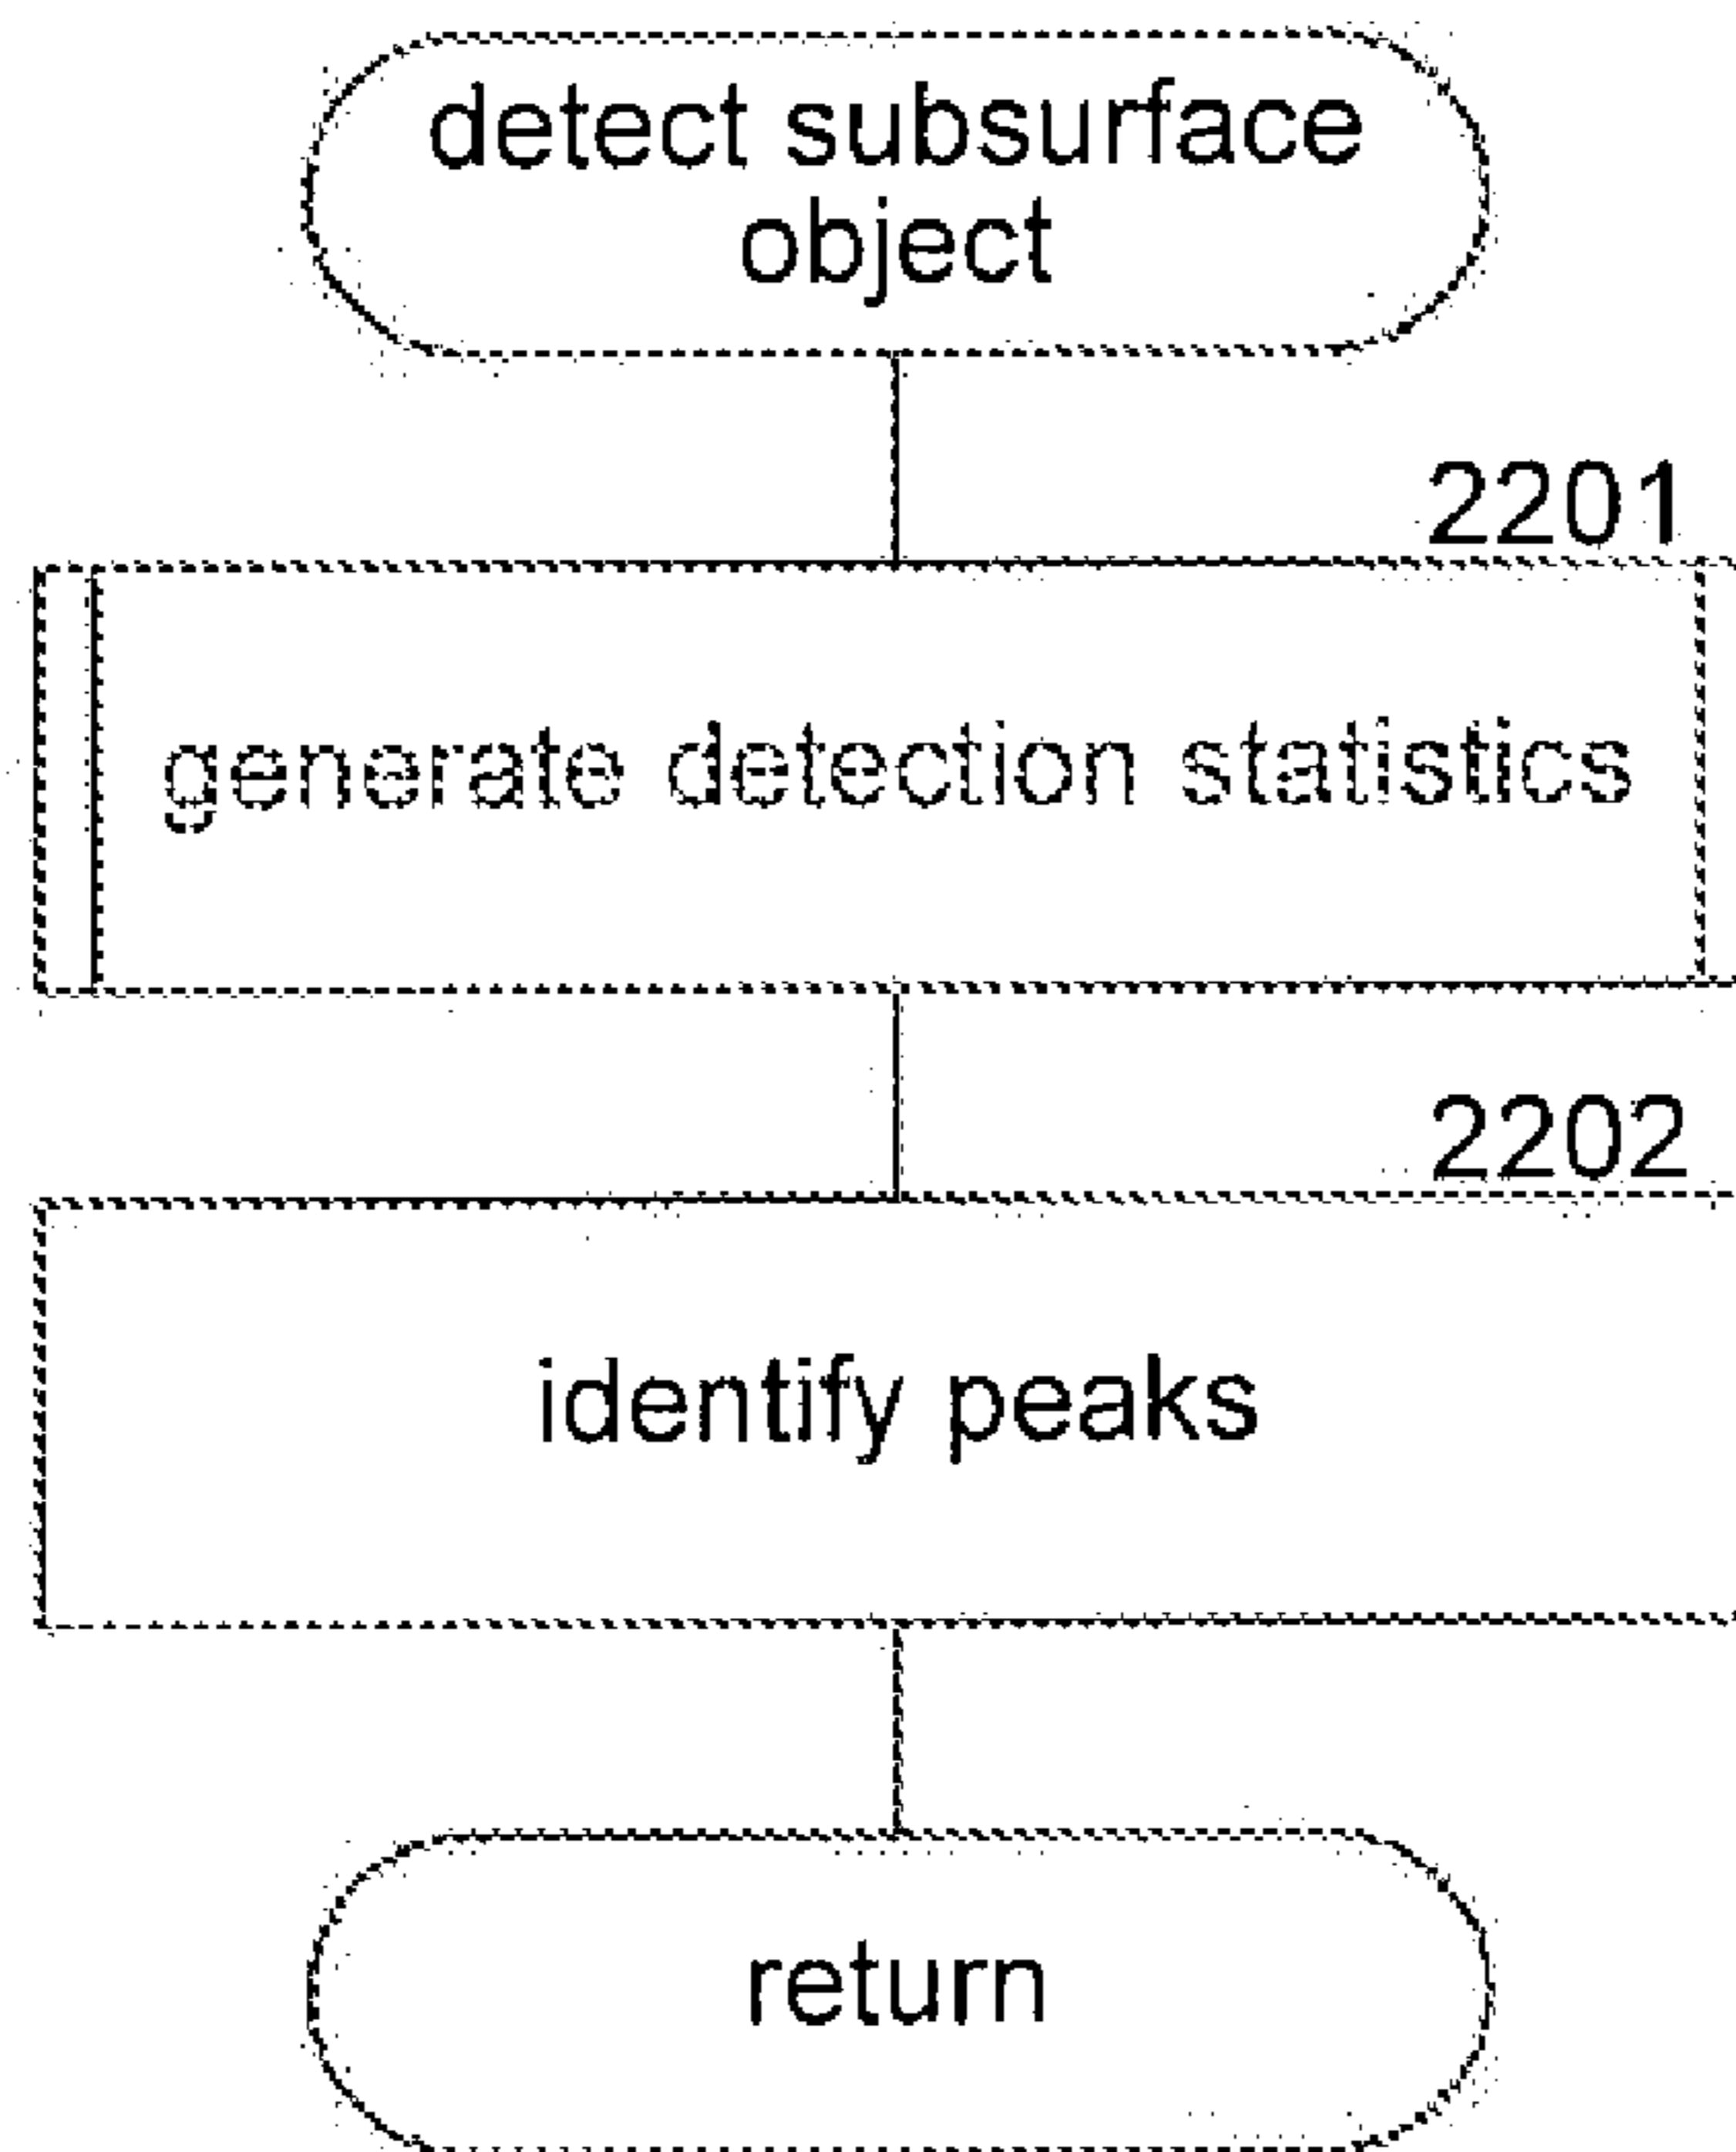 detect subsurface
object
2201
generate detection statistics
2202
identify peaks
return